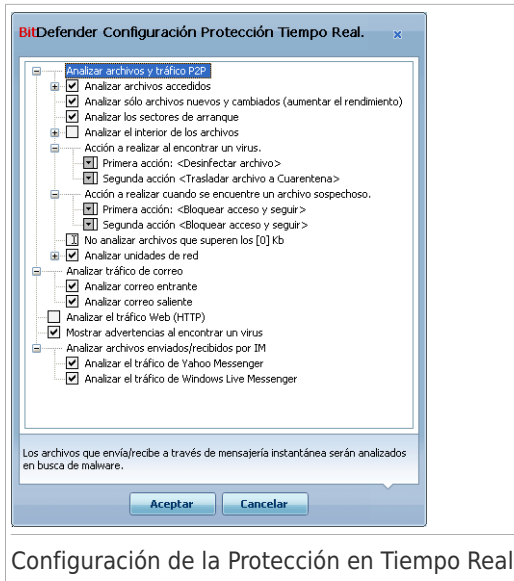 BitDefender Configuración Protección Tiempo Real.
Analizar archivos y tráfico P2P
Analizar archivos accedidos
Analizar sólo archivos nuevos y cambiados (aumentar el rendimiento)
Analizar los sectores de arranque
Analizar el interior de los archivos
Acción a realizar al encontrar un virus.
Primera acción: <Desinfectar archivo>
Segunda acción <Trasladar archivo a Cuarentena>
Acción a realizar cuando se encuentre un archivo sospechoso.
Primera acción: <Bloquear acceso y seguir>
Segunda acción <Bloquear acceso y seguir>
No analizar archivos que superen los [0] Kb
Analizar unidades de red
Analizar tráfico de correo
Analizar correo entrante
Analizar correo saliente
Analizar el tráfico Web (HTTP)
Mostrar advertencias al encontrar un virus
Analizar archivos enviados/recibidos por IM
Analizar el tráfico de Yahoo Messenger
Analizar el tráfico de Windows Live Messenger
Los archivos que envía/recibe a través de mensajería instantánea serán analizados
en busca de malware.
Aceptar Cancelar
Configuración de la Protección en Tiempo Real